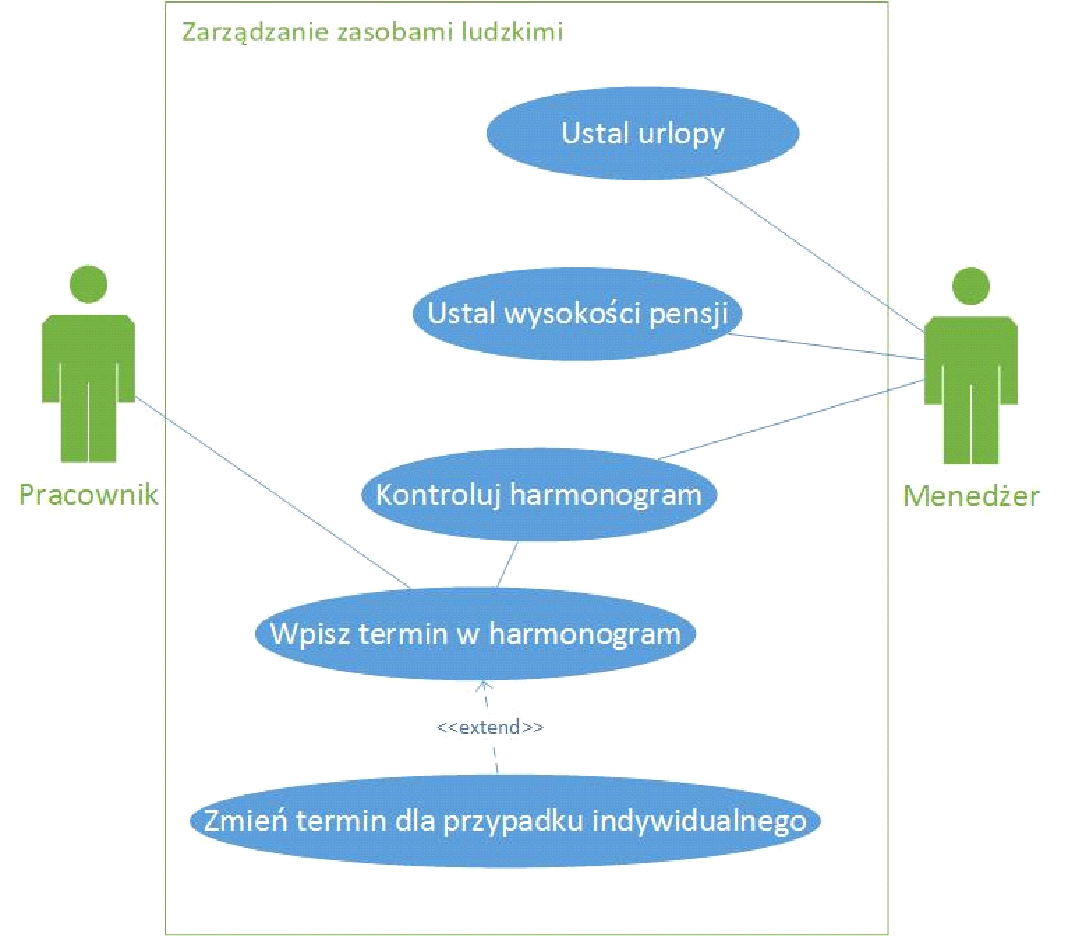 Zarządzanie zasobami ludzkimi
Ustal urlopy
Ustal wysokości pensji
Kontroluj harmonogram
Pracownik
Menedżer
Wpisz termin w harmonogram
<<extend>>
Zmień termin dla przypadku indywidualnego